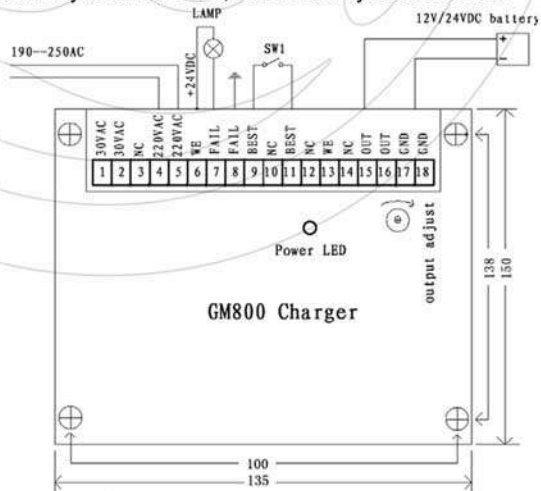 LAMP
12V/24VDC battery
+
-
190--250AC
+24VDC
SW1
30VAC
30VAC
NC
220VAC
220VAC
WE
FAIL
FAIL
BEST
NC
BEST
NC
WE
NC
OUT
OUT
GND
GND
1 2 3 4 5 6 7 8 9 10 11 12 13 14 15 16 17 18
Power LED
output adjust
GM800 Charger
138
150
100
135